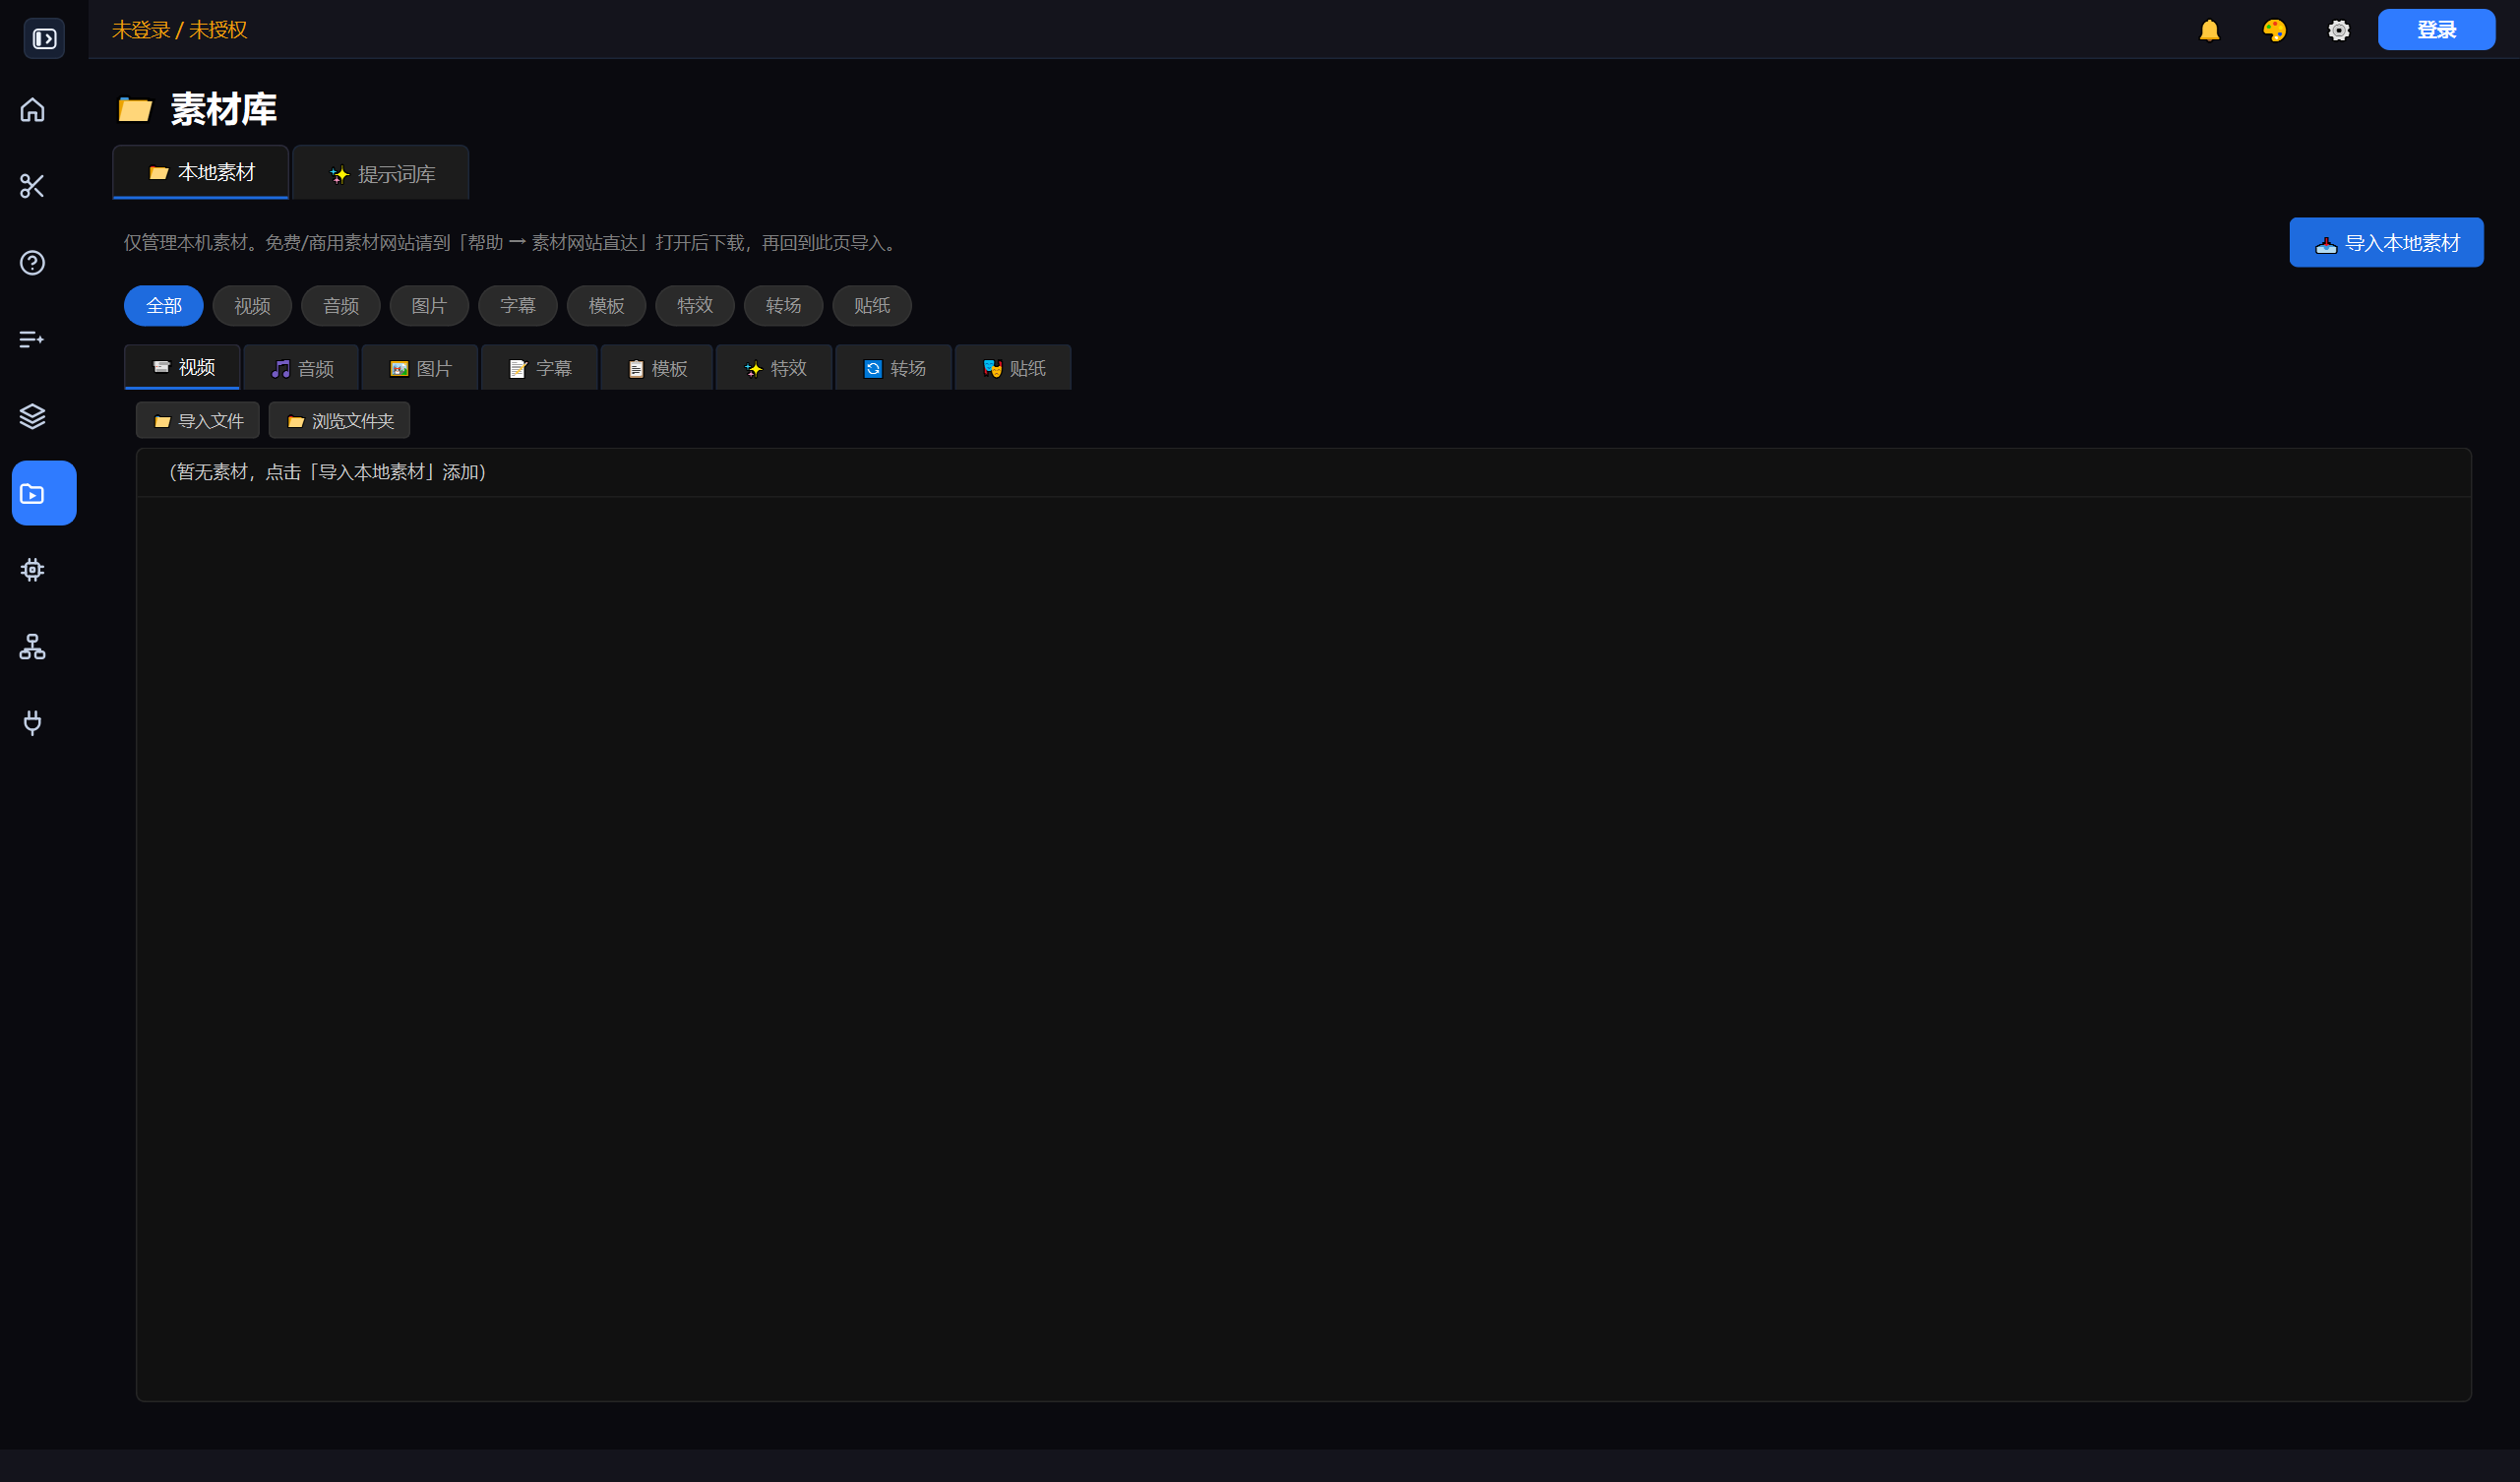 未登录 / 未授权
登录
素材库
本地素材 提示词库
仅管理本机素材。免费/商用素材网站请到「帮助 → 素材网站直达」打开后下载，再回到此页导入。
导入本地素材
全部 视频 音频 图片 字幕 模板 特效 转场 贴纸
视频 音频 图片 字幕 模板 特效 转场 贴纸
导入文件 浏览文件夹
（暂无素材，点击「导入本地素材」添加）